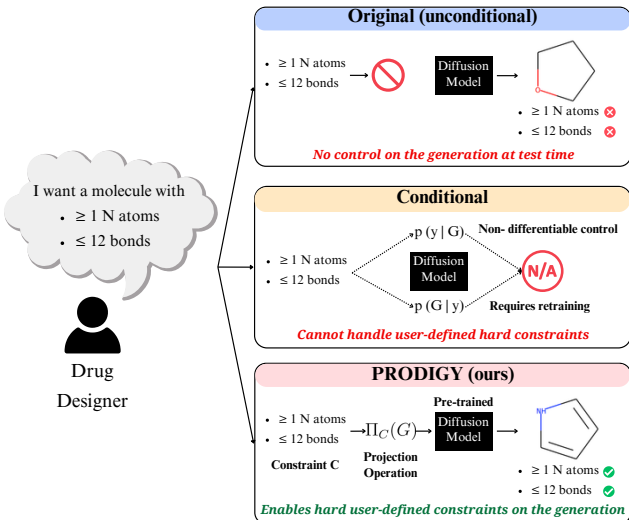 I want a molecule with
• ≥ 1 N atoms
• ≤ 12 bonds
Drug
Designer
Original (unconditional)
• ≥ 1 N atoms
• ≤ 12 bonds
Diffusion
Model
O
• ≥ 1 N atoms
• ≤ 12 bonds
No control on the generation at test time
Conditional
• ≥ 1 N atoms
• ≤ 12 bonds
p (y | G)
Non- differentiable control
Diffusion
Model
N/A
p (G | y)
Requires retraining
Cannot handle user-defined hard constraints
PRODIGY (ours)
• ≥ 1 N atoms
• ≤ 12 bonds
Constraint C
Π_C(G)
Projection
Operation
Pre-trained
Diffusion
Model
NH
• ≥ 1 N atoms
• ≤ 12 bonds
Enables hard user-defined constraints on the generation